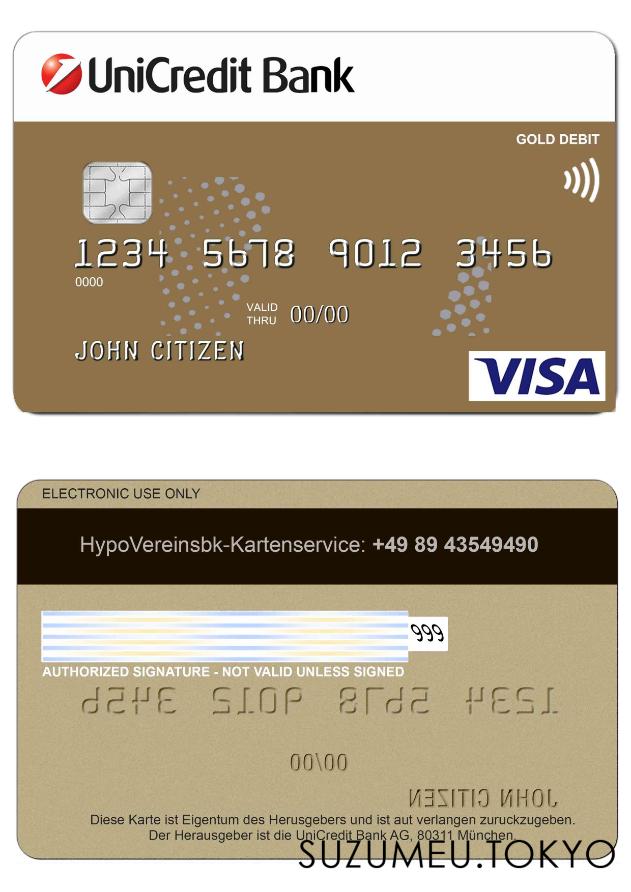 UniCredit Bank
GOLD DEBIT
1234 5678 9012 3456
0000
VALID
THRU 00/00
JOHN CITIZEN
VISA
ELECTRONIC USE ONLY
HypoVereinsbk-Kartenservice: +49 89 43549490
999
AUTHORIZED SIGNATURE - NOT VALID UNLESS SIGNED
1234 5678 9012 3456
00/00
JOHN CITIZEN
Diese Karte ist Eigentum des Herusgebers und ist aut verlangen zuruckzugeben.
Der Herausgeber ist die UniCredit Bank AG, 80311 München.
SUZUMEU.TOKYO